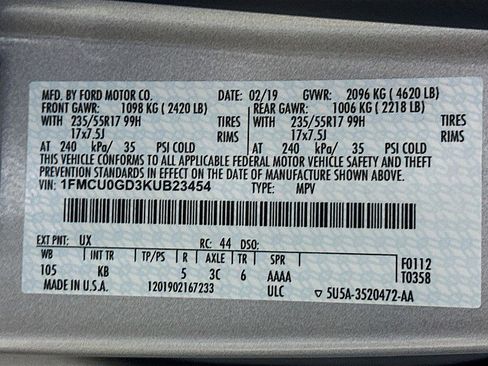 MFD. BY FORD MOTOR CO. DATE: 02/19 GVWR: 2096 KG ( 4620 LB)
FRONT GAWR: 1098 KG ( 2420 LB) REAR GAWR: 1006 KG ( 2218 LB)
WITH 235/55R17 99H TIRES WITH 235/55R17 99H TIRES
17x7.5J RIMS 17x7.5J RIMS
AT 240 kPa/ 35 PSI COLD AT 240 kPa/ 35 PSI COLD
THIS VEHICLE CONFORMS TO ALL APPLICABLE FEDERAL MOTOR VEHICLE SAFETY AND THEFT
PREVENTION STANDARDS IN EFFECT ON THE DATE OF MANUFACTURE SHOWN ABOVE.
VIN: 1FMCU0GD3KUB23454 TYPE: MPV
EXT PNT: UX RC: 44 DSO:
WB TP/PS R AXLE TR SPR F0112
105 KB 5 3C 6 AAAA T0358
MADE IN U.S.A. 1201902167233 ULC ▽ 5U5A-3520472-AA